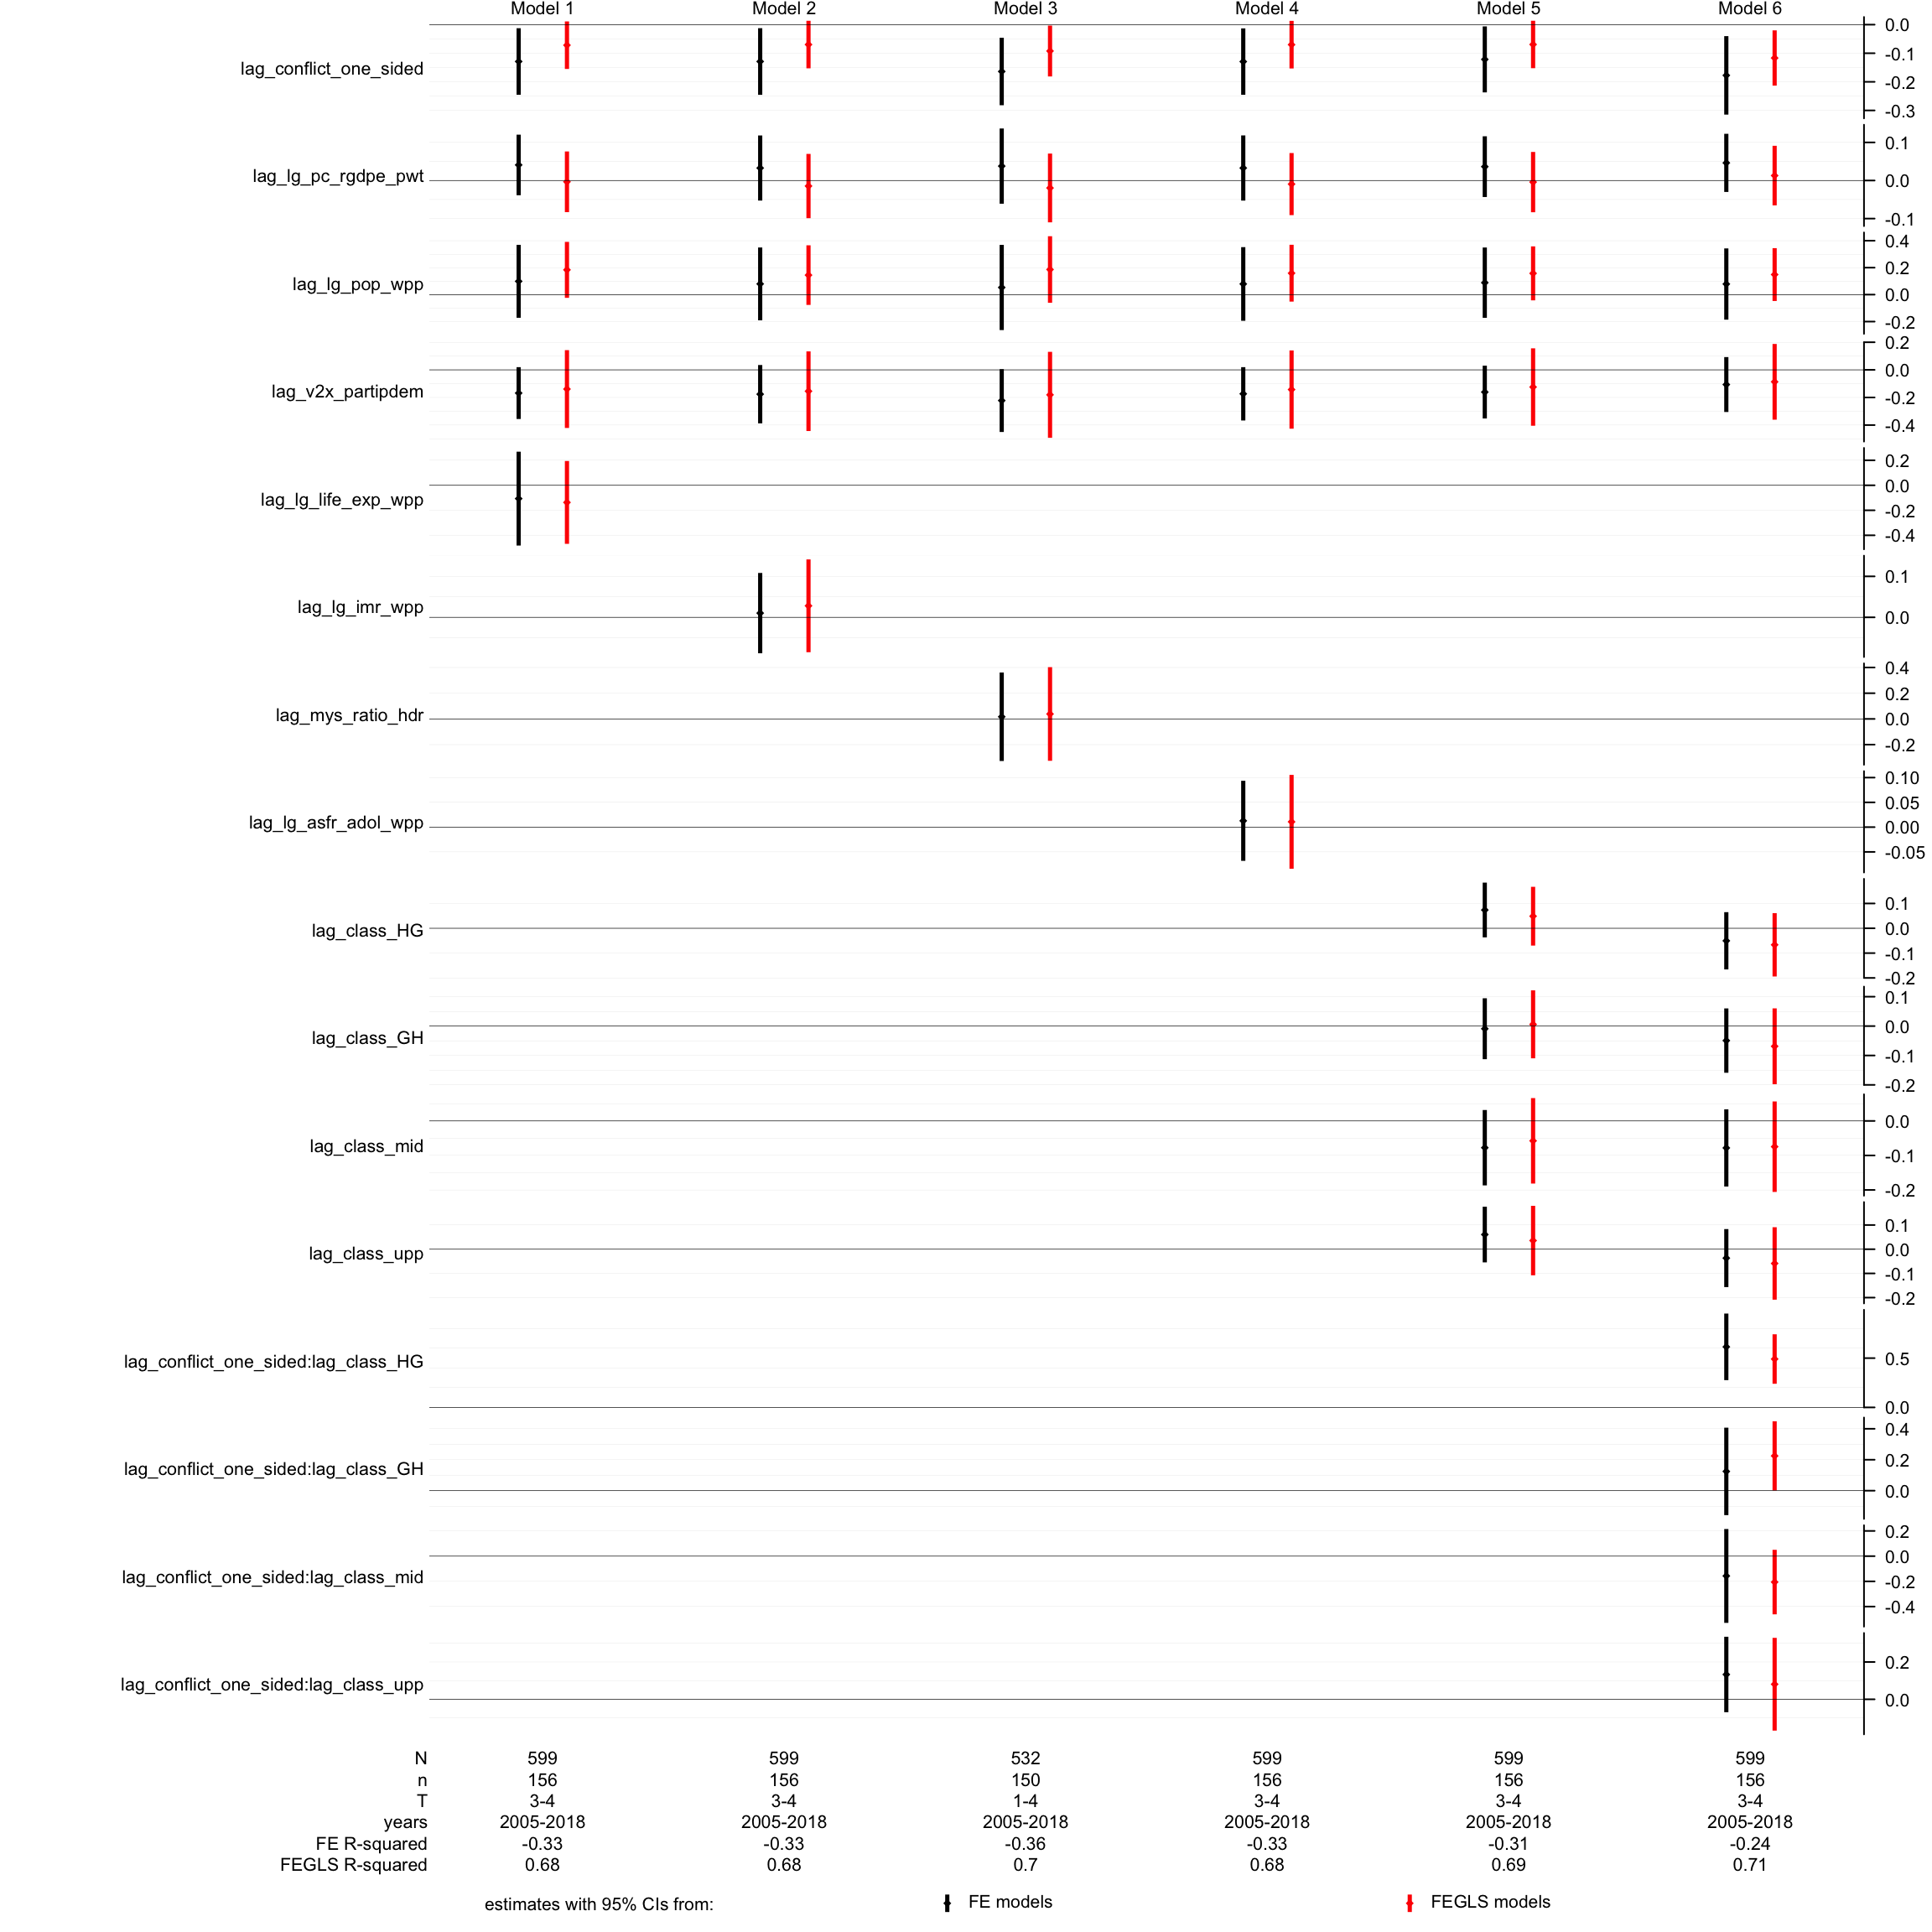 Model 1 Model 2 Model 3 Model 4 Model 5 Model 6
0.0
lag_conflict_one_sided
-0.1
-0.2
-0.3
0.1
lag_lg_pc_rgdpe_pwt
0.0
-0.1
0.4
0.2
lag_lg_pop_wpp
0.0
-0.2
0.2
0.0
lag_v2x_partipdem
-0.2
-0.4
0.2
0.0
lag_lg_life_exp_wpp
-0.2
-0.4
0.1
lag_lg_imr_wpp
0.0
0.4
0.2
lag_mys_ratio_hdr
0.0
-0.2
0.10
0.05
lag_lg_asfr_adol_wpp
0.00
-0.05
0.1
lag_class_HG
0.0
-0.1
-0.2
0.1
0.0
lag_class_GH
-0.1
-0.2
0.0
lag_class_mid
-0.1
-0.2
0.1
lag_class_upp
0.0
-0.1
-0.2
lag_conflict_one_sided:lag_class_HG
0.5
0.0
0.4
0.2
lag_conflict_one_sided:lag_class_GH
0.0
0.2
0.0
lag_conflict_one_sided:lag_class_mid
-0.2
-0.4
0.2
lag_conflict_one_sided:lag_class_upp
0.0
N 599 599 532 599 599 599
n 156 156 150 156 156 156
T 3-4 3-4 1-4 3-4 3-4 3-4
years 2005-2018 2005-2018 2005-2018 2005-2018 2005-2018 2005-2018
FE R-squared -0.33 -0.33 -0.36 -0.33 -0.31 -0.24
FEGLS R-squared 0.68 0.68 0.7 0.68 0.69 0.71
estimates with 95% CIs from: FE models FEGLS models